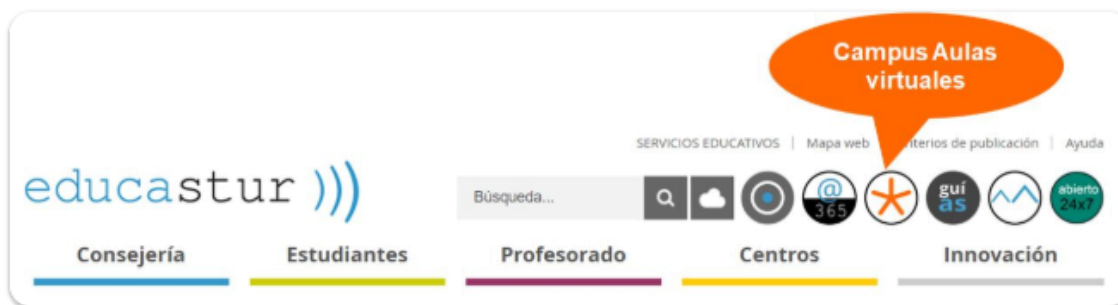 Campus Aulas
virtuales
SERVICIOS EDUCATIVOS | Mapa web | Criterios de publicación | Ayuda
educastur )))
Búsqueda...
@
365
guí
as
abierto
24x7
Consejería Estudiantes Profesorado Centros Innovación